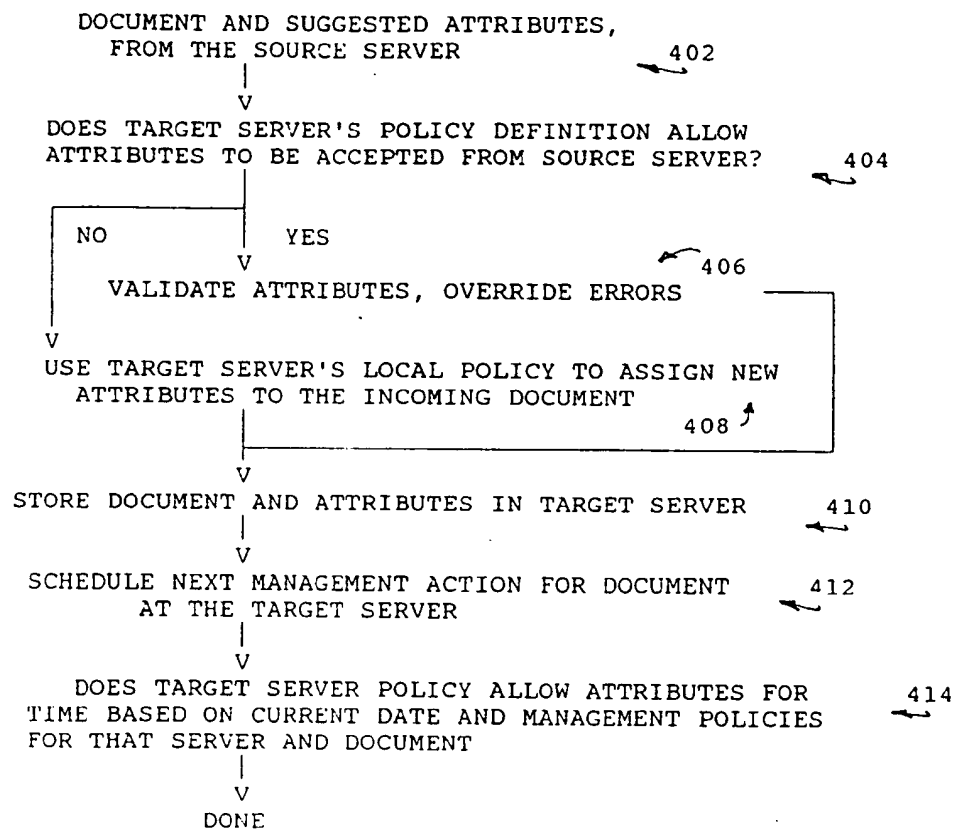 DOCUMENT AND SUGGESTED ATTRIBUTES,
FROM THE SOURCE SERVER
402
V
DOES TARGET SERVER'S POLICY DEFINITION ALLOW
ATTRIBUTES TO BE ACCEPTED FROM SOURCE SERVER?
404
NO YES
V
406
VALIDATE ATTRIBUTES, OVERRIDE ERRORS
V
USE TARGET SERVER'S LOCAL POLICY TO ASSIGN NEW
ATTRIBUTES TO THE INCOMING DOCUMENT
408
V
STORE DOCUMENT AND ATTRIBUTES IN TARGET SERVER 410
V
SCHEDULE NEXT MANAGEMENT ACTION FOR DOCUMENT 412
AT THE TARGET SERVER
V
DOES TARGET SERVER POLICY ALLOW ATTRIBUTES FOR 414
TIME BASED ON CURRENT DATE AND MANAGEMENT POLICIES
FOR THAT SERVER AND DOCUMENT
V
DONE